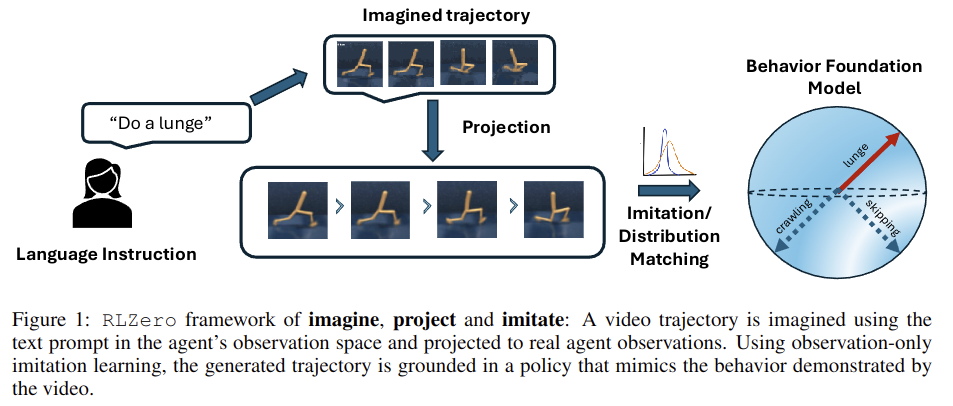 Imagined trajectory
"Do a lunge"
Projection
Language Instruction
Imitation/
Distribution
Matching
Behavior Foundation
Model
lunge
crawling
skipping
Figure 1: RLZero framework of imagine, project and imitate: A video trajectory is imagined using the
text prompt in the agent's observation space and projected to real agent observations. Using observation-only
imitation learning, the generated trajectory is grounded in a policy that mimics the behavior demonstrated by
the video.